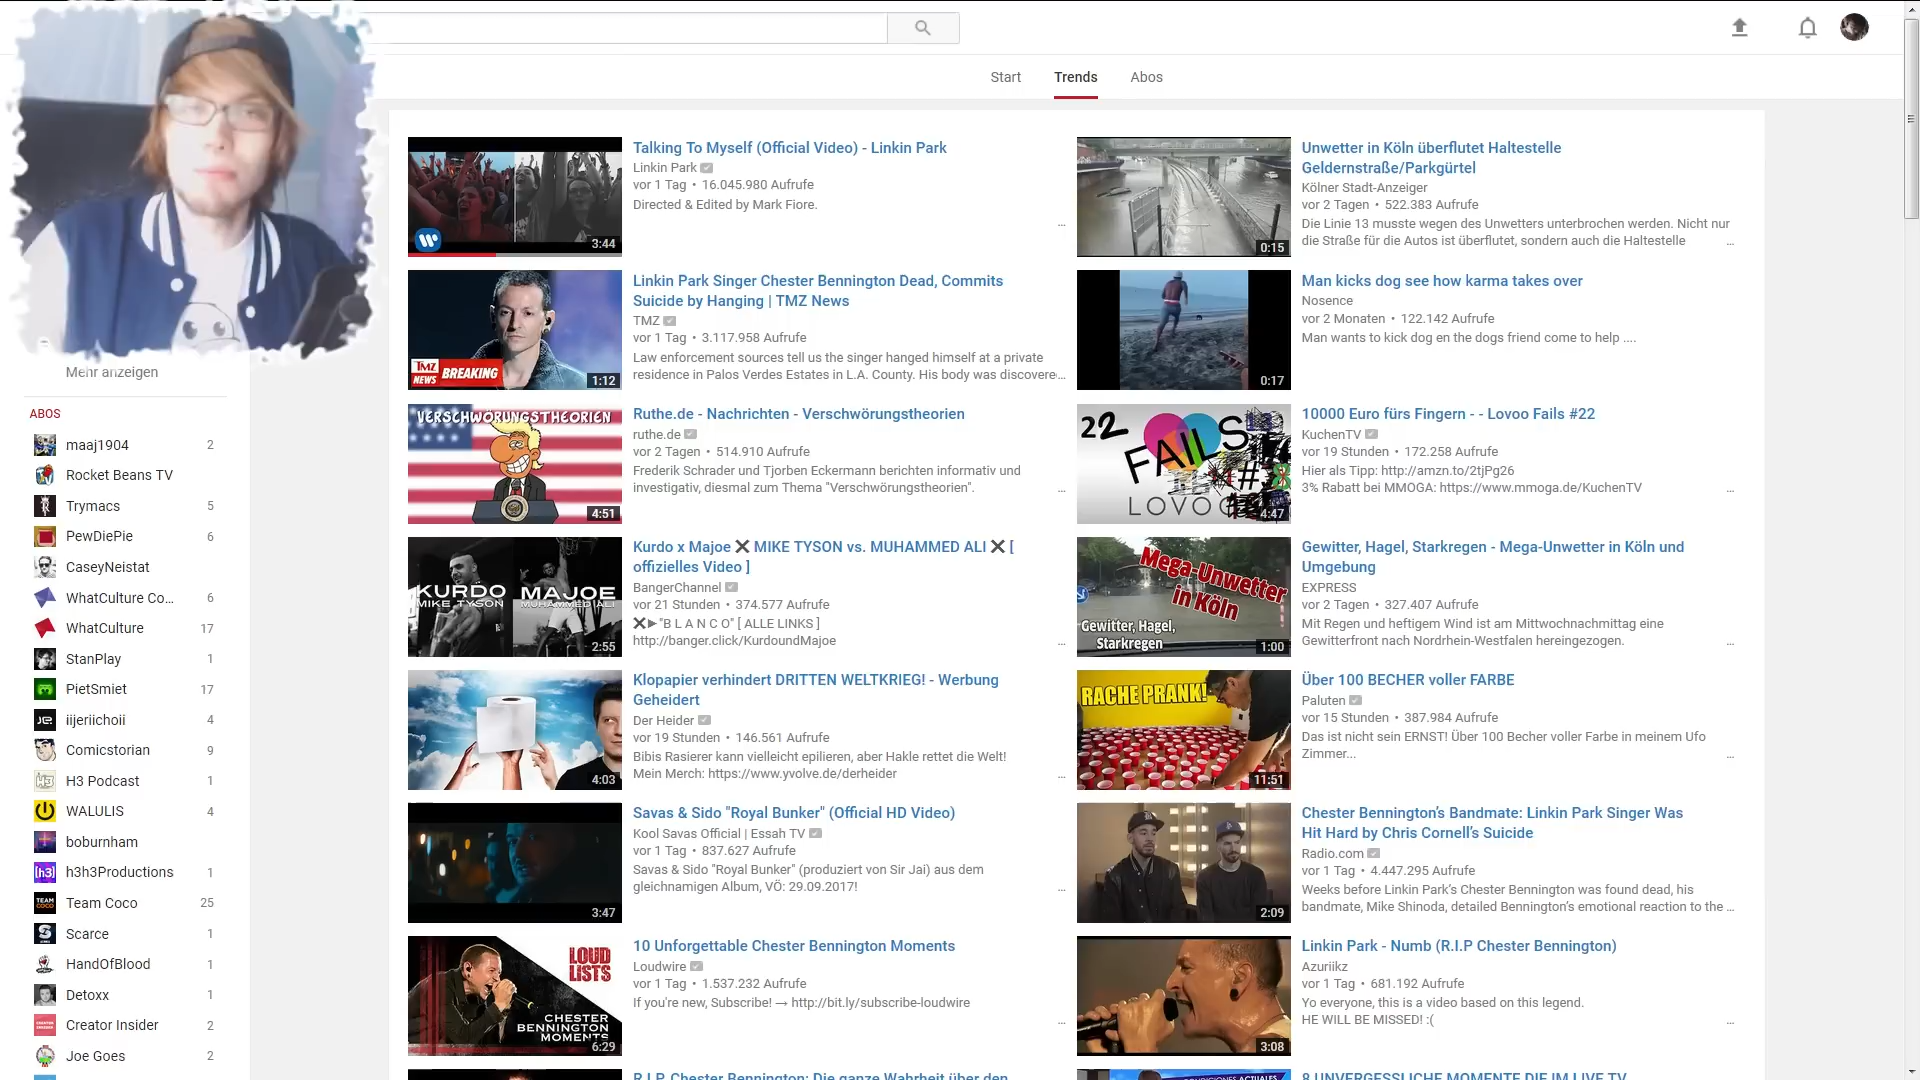 Start
Trends
Abos
Mehr anzeigen
ABOS
maaj1904 2
Rocket Beans TV
Trymacs 5
PewDiePie 6
CaseyNeistat
WhatCulture Co... 6
WhatCulture 17
StanPlay 1
PietSmiet 17
iijeriichoii 4
Comicstorian 9
H3 Podcast 1
WALULIS 4
boburnham
h3h3Productions 1
Team Coco 25
Scarce 1
HandOfBlood 1
Detoxx 1
Creator Insider 2
Joe Goes 2
3:44
Talking To Myself (Official Video) - Linkin Park
Linkin Park
vor 1 Tag • 16.045.980 Aufrufe
Directed & Edited by Mark Fiore.
...
0:15
Unwetter in Köln überflutet Haltestelle
Geldernstraße/Parkgürtel
Kölner Stadt-Anzeiger
vor 2 Tagen • 522.383 Aufrufe
Die Linie 13 musste wegen des Unwetters unterbrochen werden. Nicht nur
die Straße für die Autos ist überflutet, sondern auch die Haltestelle ...
TMZ NEWS BREAKING
1:12
Linkin Park Singer Chester Bennington Dead, Commits
Suicide by Hanging | TMZ News
TMZ
vor 1 Tag • 3.117.958 Aufrufe
Law enforcement sources tell us the singer hanged himself at a private
residence in Palos Verdes Estates in L.A. County. His body was discovere...
0:17
Man kicks dog see how karma takes over
Nosence
vor 2 Monaten • 122.142 Aufrufe
Man wants to kick dog en the dogs friend come to help ....
VERSCHWÖRUNGSTHEORIEN
4:51
Ruthe.de - Nachrichten - Verschwörungstheorien
ruthe.de
vor 2 Tagen • 514.910 Aufrufe
Frederik Schrader und Tjorben Eckermann berichten informativ und
investigativ, diesmal zum Thema "Verschwörungstheorien".
...
22
FAILS
LOVOO
4:47
10000 Euro fürs Fingern - - Lovoo Fails #22
KuchenTV
vor 19 Stunden • 172.258 Aufrufe
Hier als Tipp: http://amzn.to/2tjPg26
3% Rabatt bei MMOGA: https://www.mmoga.de/KuchenTV
...
KURDO MAJOE
MIKE TYSON MUHAMMED ALI
2:55
Kurdo x Majoe ❌ MIKE TYSON vs. MUHAMMED ALI ❌ [
offizielles Video ]
BangerChannel
vor 21 Stunden • 374.577 Aufrufe
❌►"B L A N C O" [ ALLE LINKS ]
http://banger.click/KurdoundMajoe
...
Mega-Unwetter
in Köln
Gewitter, Hagel,
Starkregen
1:00
Gewitter, Hagel, Starkregen - Mega-Unwetter in Köln und
Umgebung
EXPRESS
vor 2 Tagen • 327.407 Aufrufe
Mit Regen und heftigem Wind ist am Mittwochnachmittag eine
Gewitterfront nach Nordrhein-Westfalen hereingezogen.
...
4:03
Klopapier verhindert DRITTEN WELTKRIEG! - Werbung
Geheidert
Der Heider
vor 19 Stunden • 146.561 Aufrufe
Bibis Rasierer kann vielleicht epilieren, aber Hakle rettet die Welt!
Mein Merch: https://www.yvolve.de/derheider
...
RACHE PRANK!
11:51
Über 100 BECHER voller FARBE
Paluten
vor 15 Stunden • 387.984 Aufrufe
Das ist nicht sein ERNST! Über 100 Becher voller Farbe in meinem Ufo
Zimmer...
...
3:47
Savas & Sido "Royal Bunker" (Official HD Video)
Kool Savas Official | Essah TV
vor 1 Tag • 837.627 Aufrufe
Savas & Sido "Royal Bunker" (produziert von Sir Jai) aus dem
gleichnamigen Album, VÖ: 29.09.2017!
...
2:09
Chester Bennington’s Bandmate: Linkin Park Singer Was
Hit Hard by Chris Cornell’s Suicide
Radio.com
vor 1 Tag • 4.447.295 Aufrufe
Weeks before Linkin Park’s Chester Bennington was found dead, his
bandmate, Mike Shinoda, detailed Bennington’s emotional reaction to the ...
LOUD
LISTS
CHESTER
BENNINGTON
MOMENTS
6:29
10 Unforgettable Chester Bennington Moments
Loudwire
vor 1 Tag • 1.537.232 Aufrufe
If you're new, Subscribe! → http://bit.ly/subscribe-loudwire
...
3:08
Linkin Park - Numb (R.I.P Chester Bennington)
Azuriikz
vor 1 Tag • 681.192 Aufrufe
Yo everyone, this is a video based on this legend.
HE WILL BE MISSED! :(
...
R.I.P. Chester Bennington: Die ganze Wahrheit über den
8 UNVERGESSLICHE MOMENTE DIE IM LIVE TV